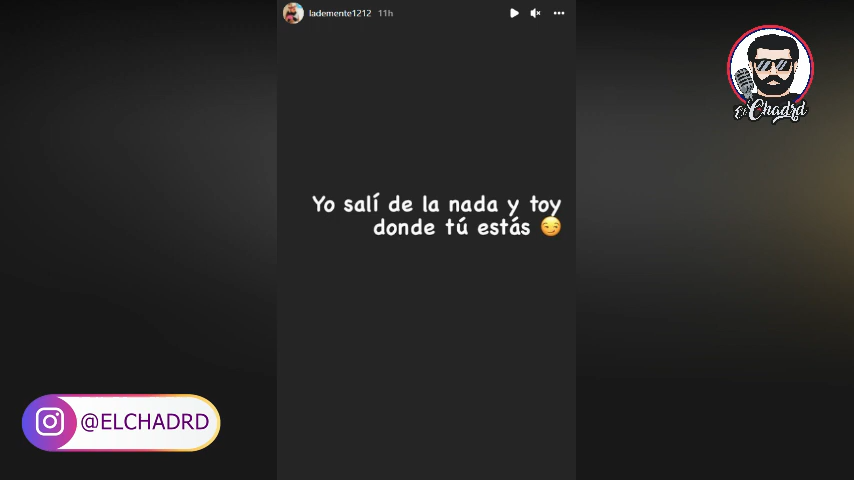 lademente1212 11h
El Chadrd
Yo salí de la nada y toy
donde tú estás 😏
@ELCHADRD